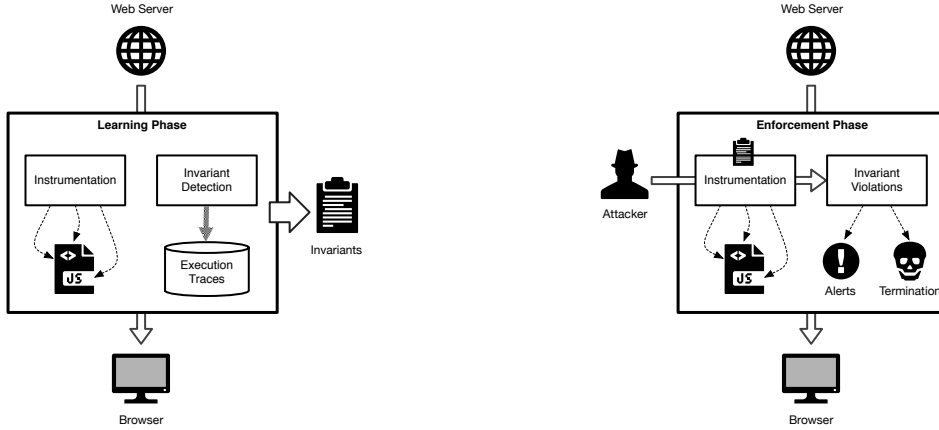 Web Server
Learning Phase
Instrumentation
Invariant
Detection
JS
Execution
Traces
Invariants
Browser
Web Server
Enforcement Phase
Attacker
Instrumentation
Invariant
Violations
JS
Alerts
Termination
Browser